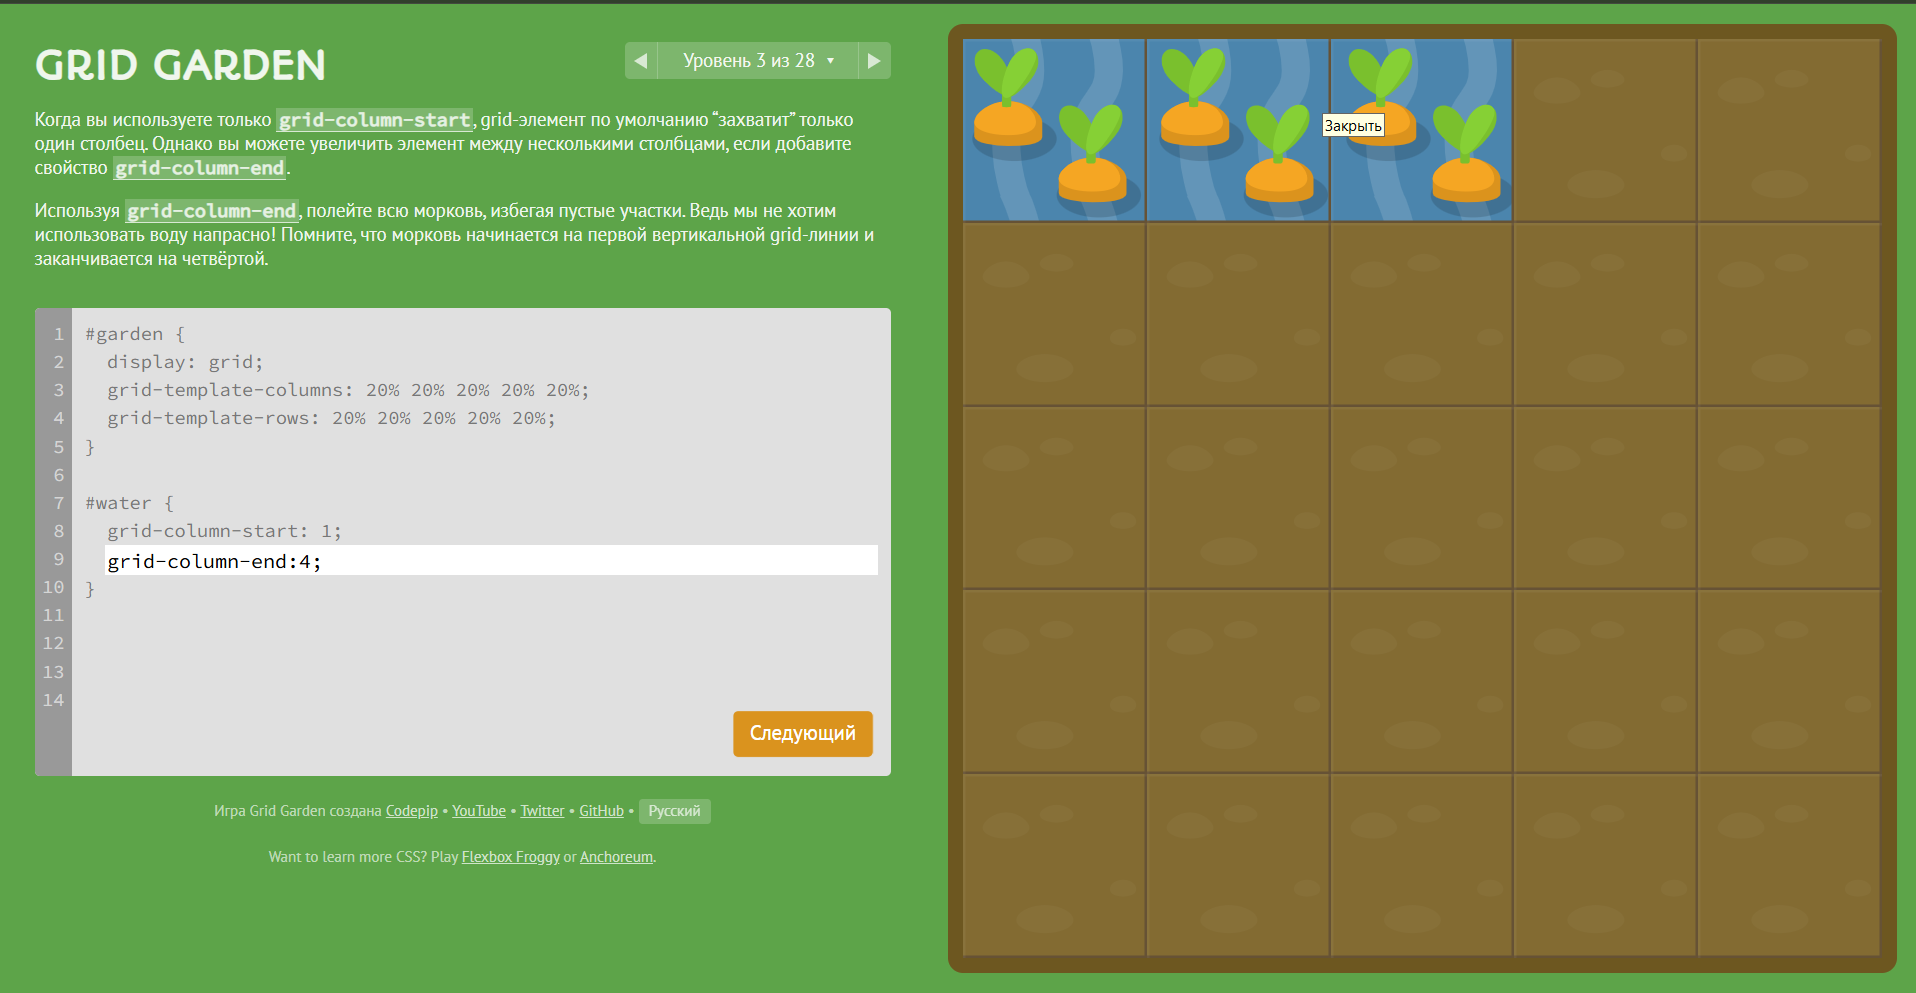 GRID GARDEN
Уровень 3 из 28 ▾
Когда вы используете только grid-column-start, grid-элемент по умолчанию “захватит” только
один столбец. Однако вы можете увеличить элемент между несколькими столбцами, если добавите
свойство grid-column-end.
Используя grid-column-end, полейте всю морковь, избегая пустые участки. Ведь мы не хотим
использовать воду напрасно! Помните, что морковь начинается на первой вертикальной grid-линии и
заканчивается на четвёртой.
1 #garden {
2 display: grid;
3 grid-template-columns: 20% 20% 20% 20% 20%;
4 grid-template-rows: 20% 20% 20% 20% 20%;
5 }
6
7 #water {
8 grid-column-start: 1;
9 grid-column-end:4;
10 }
11
12
13
14
Следующий
Игра Grid Garden создана Codepip • YouTube • Twitter • GitHub • Русский
Want to learn more CSS? Play Flexbox Froggy or Anchoreum.
Закрыть